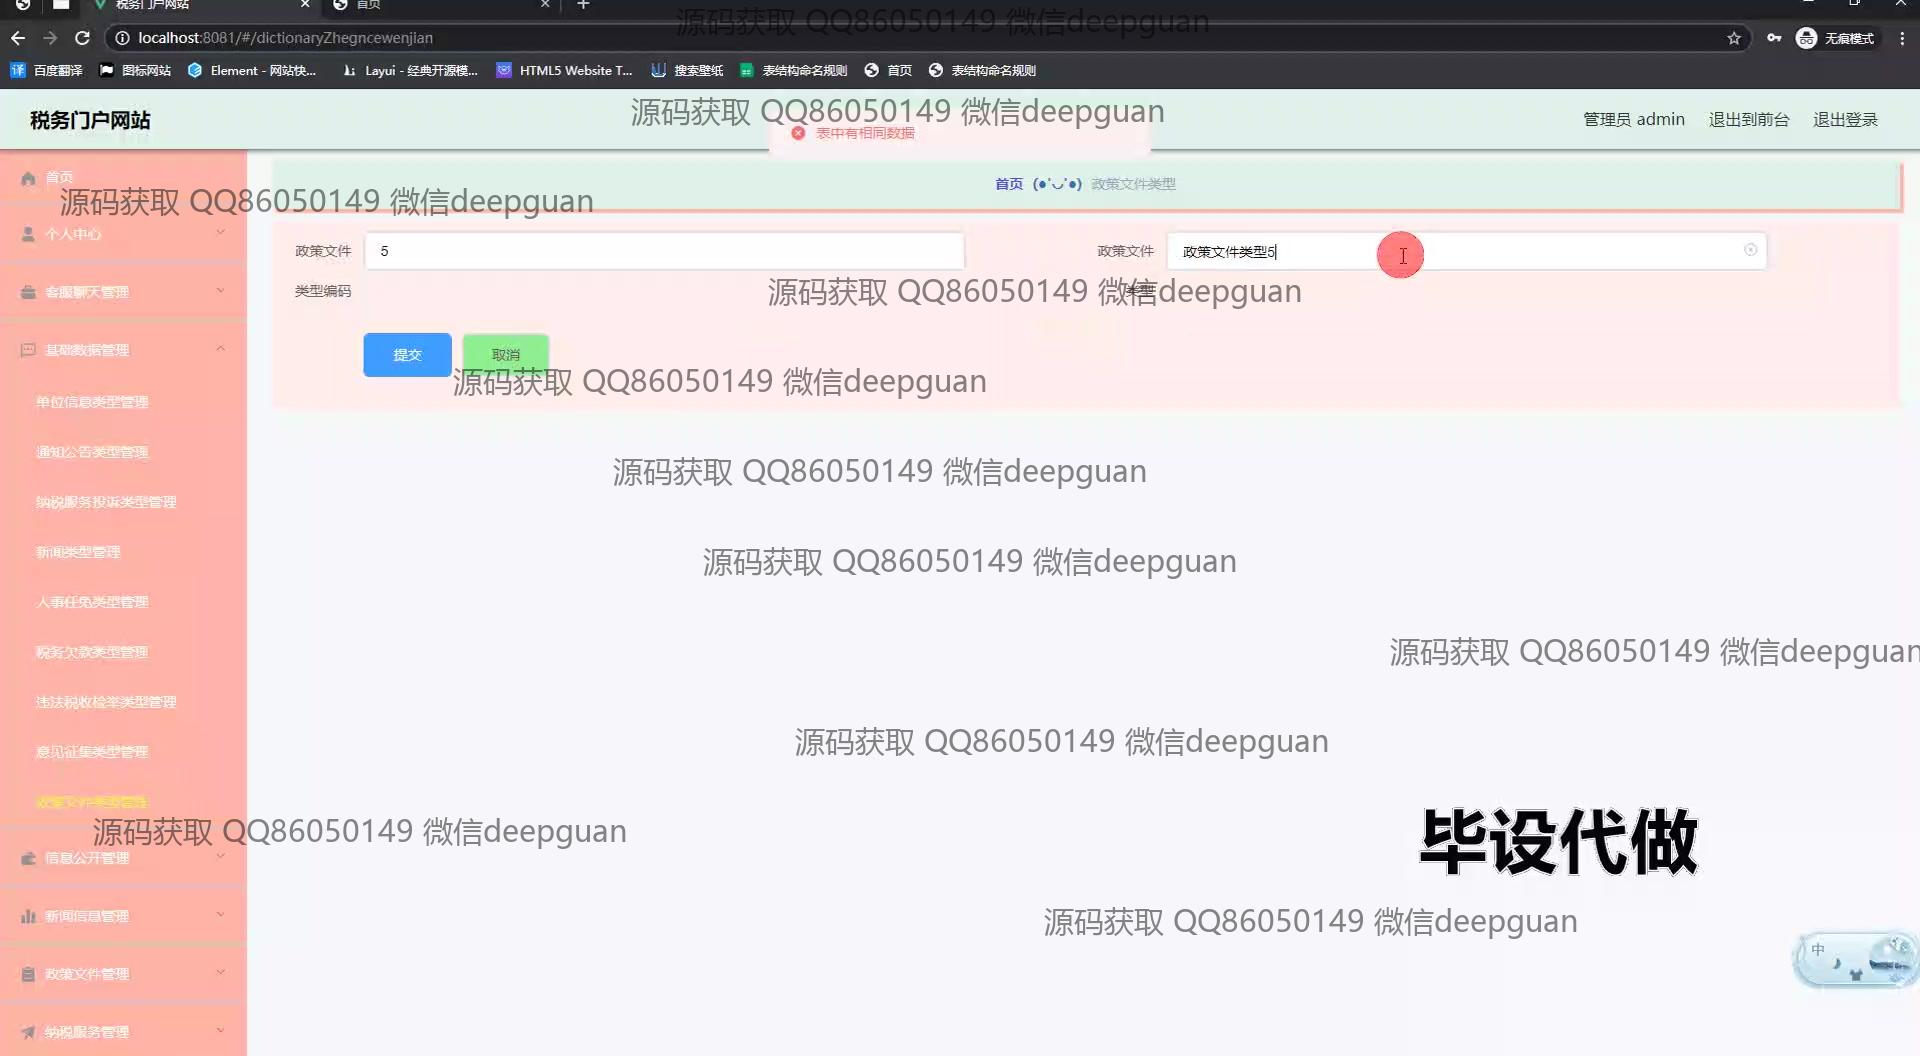 税务门户网站
首页
源码获取 QQ86050149 微信deepguan
localhost:8081/#/dictionaryZhegncewenjian
无痕模式
百度翻译
图标网站
Element - 网站快...
Layui - 经典开源模...
HTML5 Website T...
搜索壁纸
表结构命名规则
首页
表结构命名规则
税务门户网站
源码获取 QQ86050149 微信deepguan
表中有相同数据
管理员 admin
退出到前台
退出登录
首页
首页 (●'◡'●) 政策文件类型
源码获取 QQ86050149 微信deepguan
个人中心
政策文件
5
政策文件
政策文件类型5
客服聊天管理
类型编码
类型
源码获取 QQ86050149 微信deepguan
基础数据管理
提交
取消
源码获取 QQ86050149 微信deepguan
单位信息类型管理
通知公告类型管理
源码获取 QQ86050149 微信deepguan
纳税服务投诉类型管理
新闻类型管理
源码获取 QQ86050149 微信deepguan
人事任免类型管理
税务欠款类型管理
源码获取 QQ86050149 微信deepguan
违法税收检举类型管理
意见征集类型管理
源码获取 QQ86050149 微信deepguan
政策文件类型管理
源码获取 QQ86050149 微信deepguan
毕设代做
信息公开管理
新闻信息管理
源码获取 QQ86050149 微信deepguan
中
政策文件管理
纳税服务管理